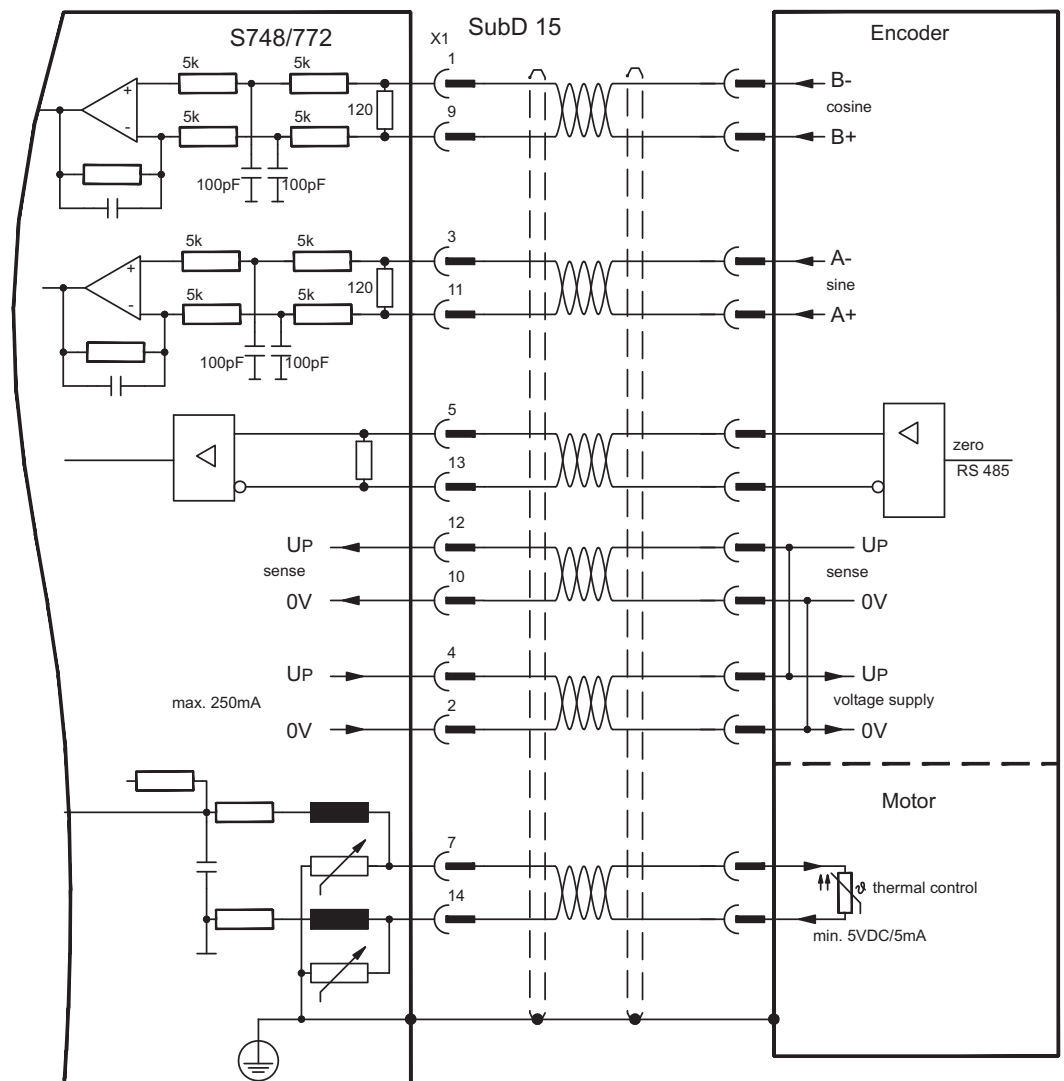 S748/772
X1
SubD 15
Encoder
5k
5k
1
B-
120
cosine
5k
5k
9
B+
+
-
100pF
100pF
5k
5k
3
A-
120
sine
5k
5k
11
A+
+
-
100pF
100pF
5
zero
RS 485
13
UP
12
UP
sense
sense
0V
10
0V
UP
4
UP
max. 250mA
voltage supply
0V
2
0V
Motor
7
ϑ thermal control
14
min. 5VDC/5mA